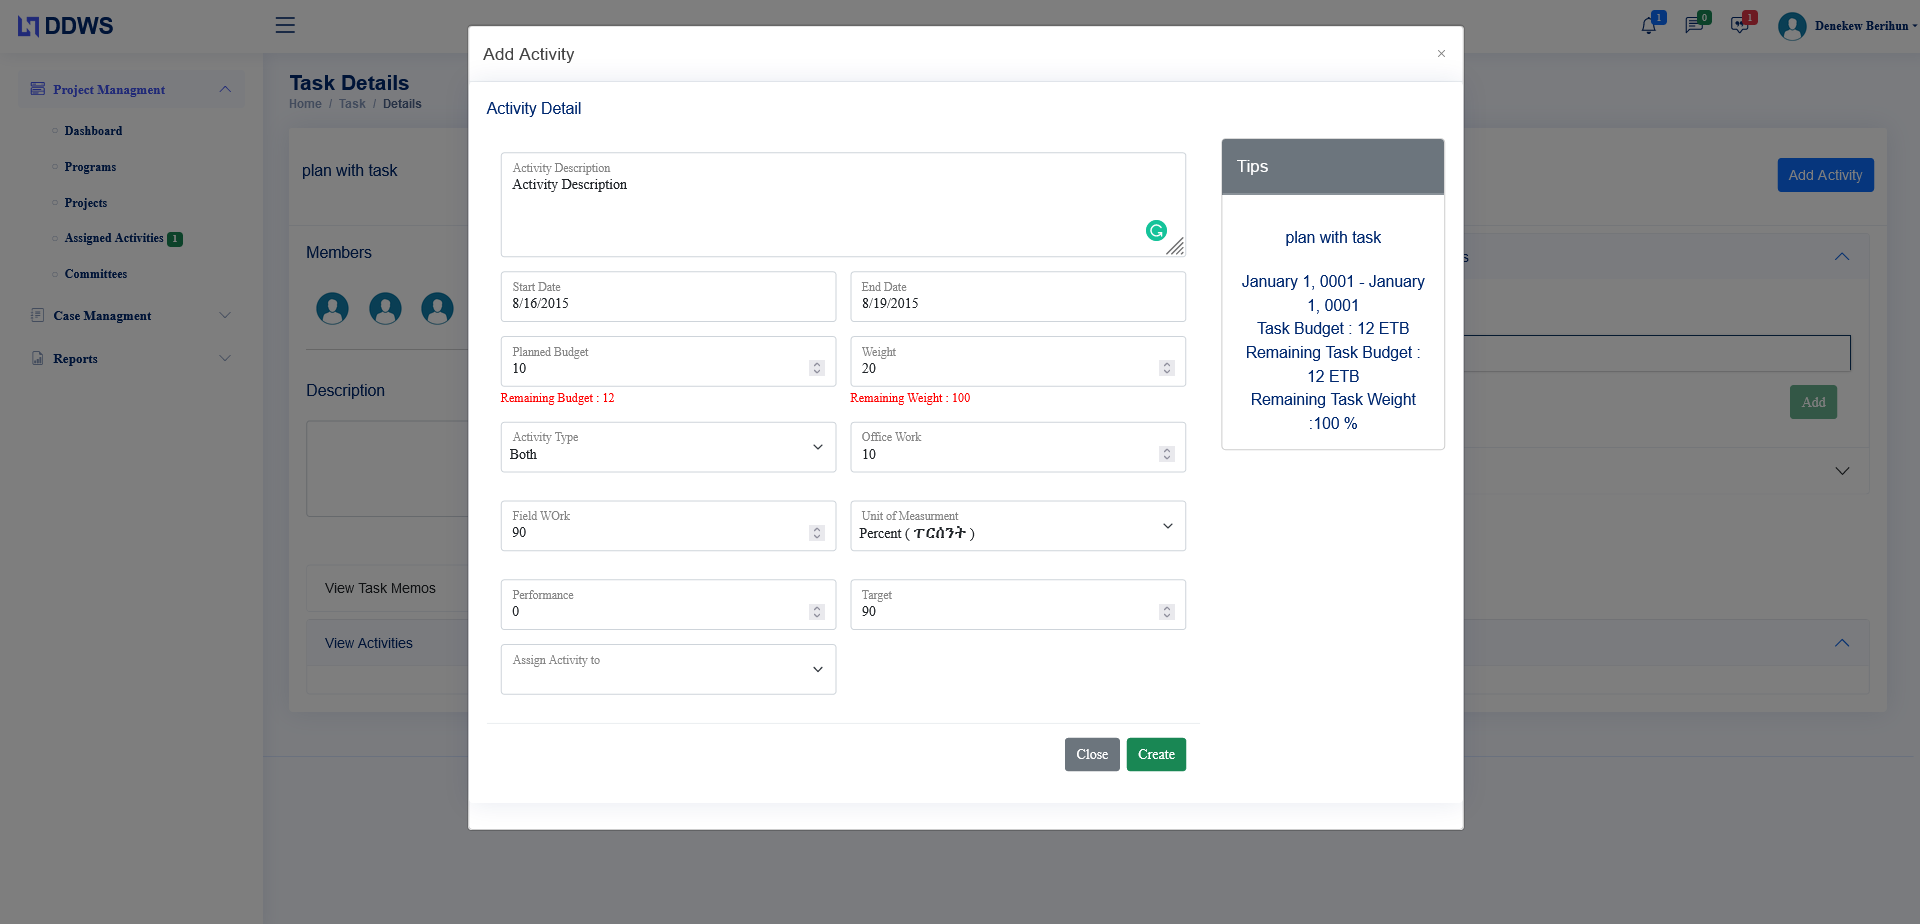 DDWS
1
0
1
Denekew Berihun
Project Managment
Dashboard
Programs
Projects
Assigned Activities 1
Committees
Case Managment
Reports
Task Details
Home / Task / Details
plan with task
Add Activity
Members
Description
Add
View Task Memos
View Activities
s
Add Activity
×
Activity Detail
Activity Description
Activity Description
Start Date
8/16/2015
End Date
8/19/2015
Planned Budget
10
Remaining Budget : 12
Weight
20
Remaining Weight : 100
Activity Type
Both
Office Work
10
Field WOrk
90
Unit of Measurment
Percent ( ፐርሰንት )
Performance
0
Target
90
Assign Activity to
Close
Create
Tips
plan with task
January 1, 0001 - January
1, 0001
Task Budget : 12 ETB
Remaining Task Budget :
12 ETB
Remaining Task Weight
:100 %